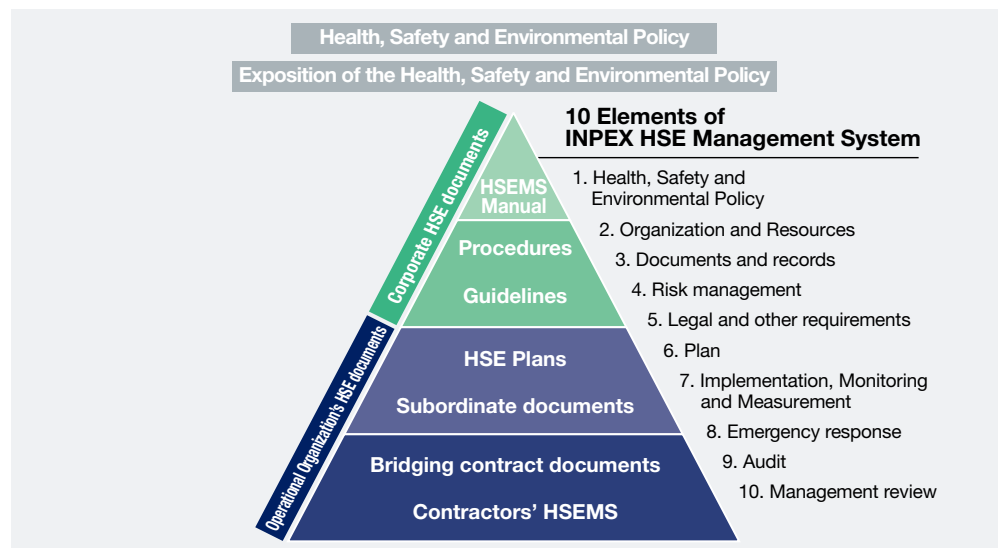 Health, Safety and Environmental Policy
Exposition of the Health, Safety and Environmental Policy
10 Elements of
INPEX HSE Management System
Corporate HSE documents
Operational Organization's HSE documents
HSEMS
Manual
Procedures
Guidelines
HSE Plans
Subordinate documents
Bridging contract documents
Contractors’ HSEMS
1. Health, Safety and
Environmental Policy
2. Organization and Resources
3. Documents and records
4. Risk management
5. Legal and other requirements
6. Plan
7. Implementation, Monitoring
and Measurement
8. Emergency response
9. Audit
10. Management review